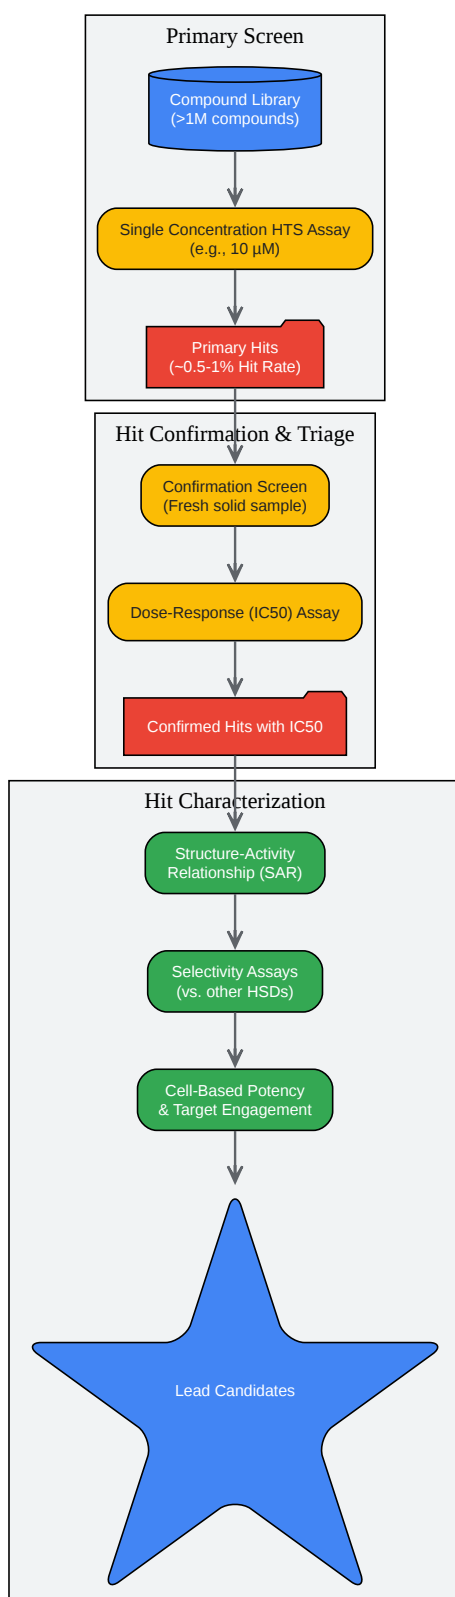 Primary Screen
Compound Library
(>1M compounds)
Single Concentration HTS Assay
(e.g., 10 µM)
Primary Hits
(~0.5-1% Hit Rate)
Hit Confirmation & Triage
Confirmation Screen
(Fresh solid sample)
Dose-Response (IC50) Assay
Confirmed Hits with IC50
Hit Characterization
Structure-Activity
Relationship (SAR)
Selectivity Assays
(vs. other HSDs)
Cell-Based Potency
& Target Engagement
Lead Candidates